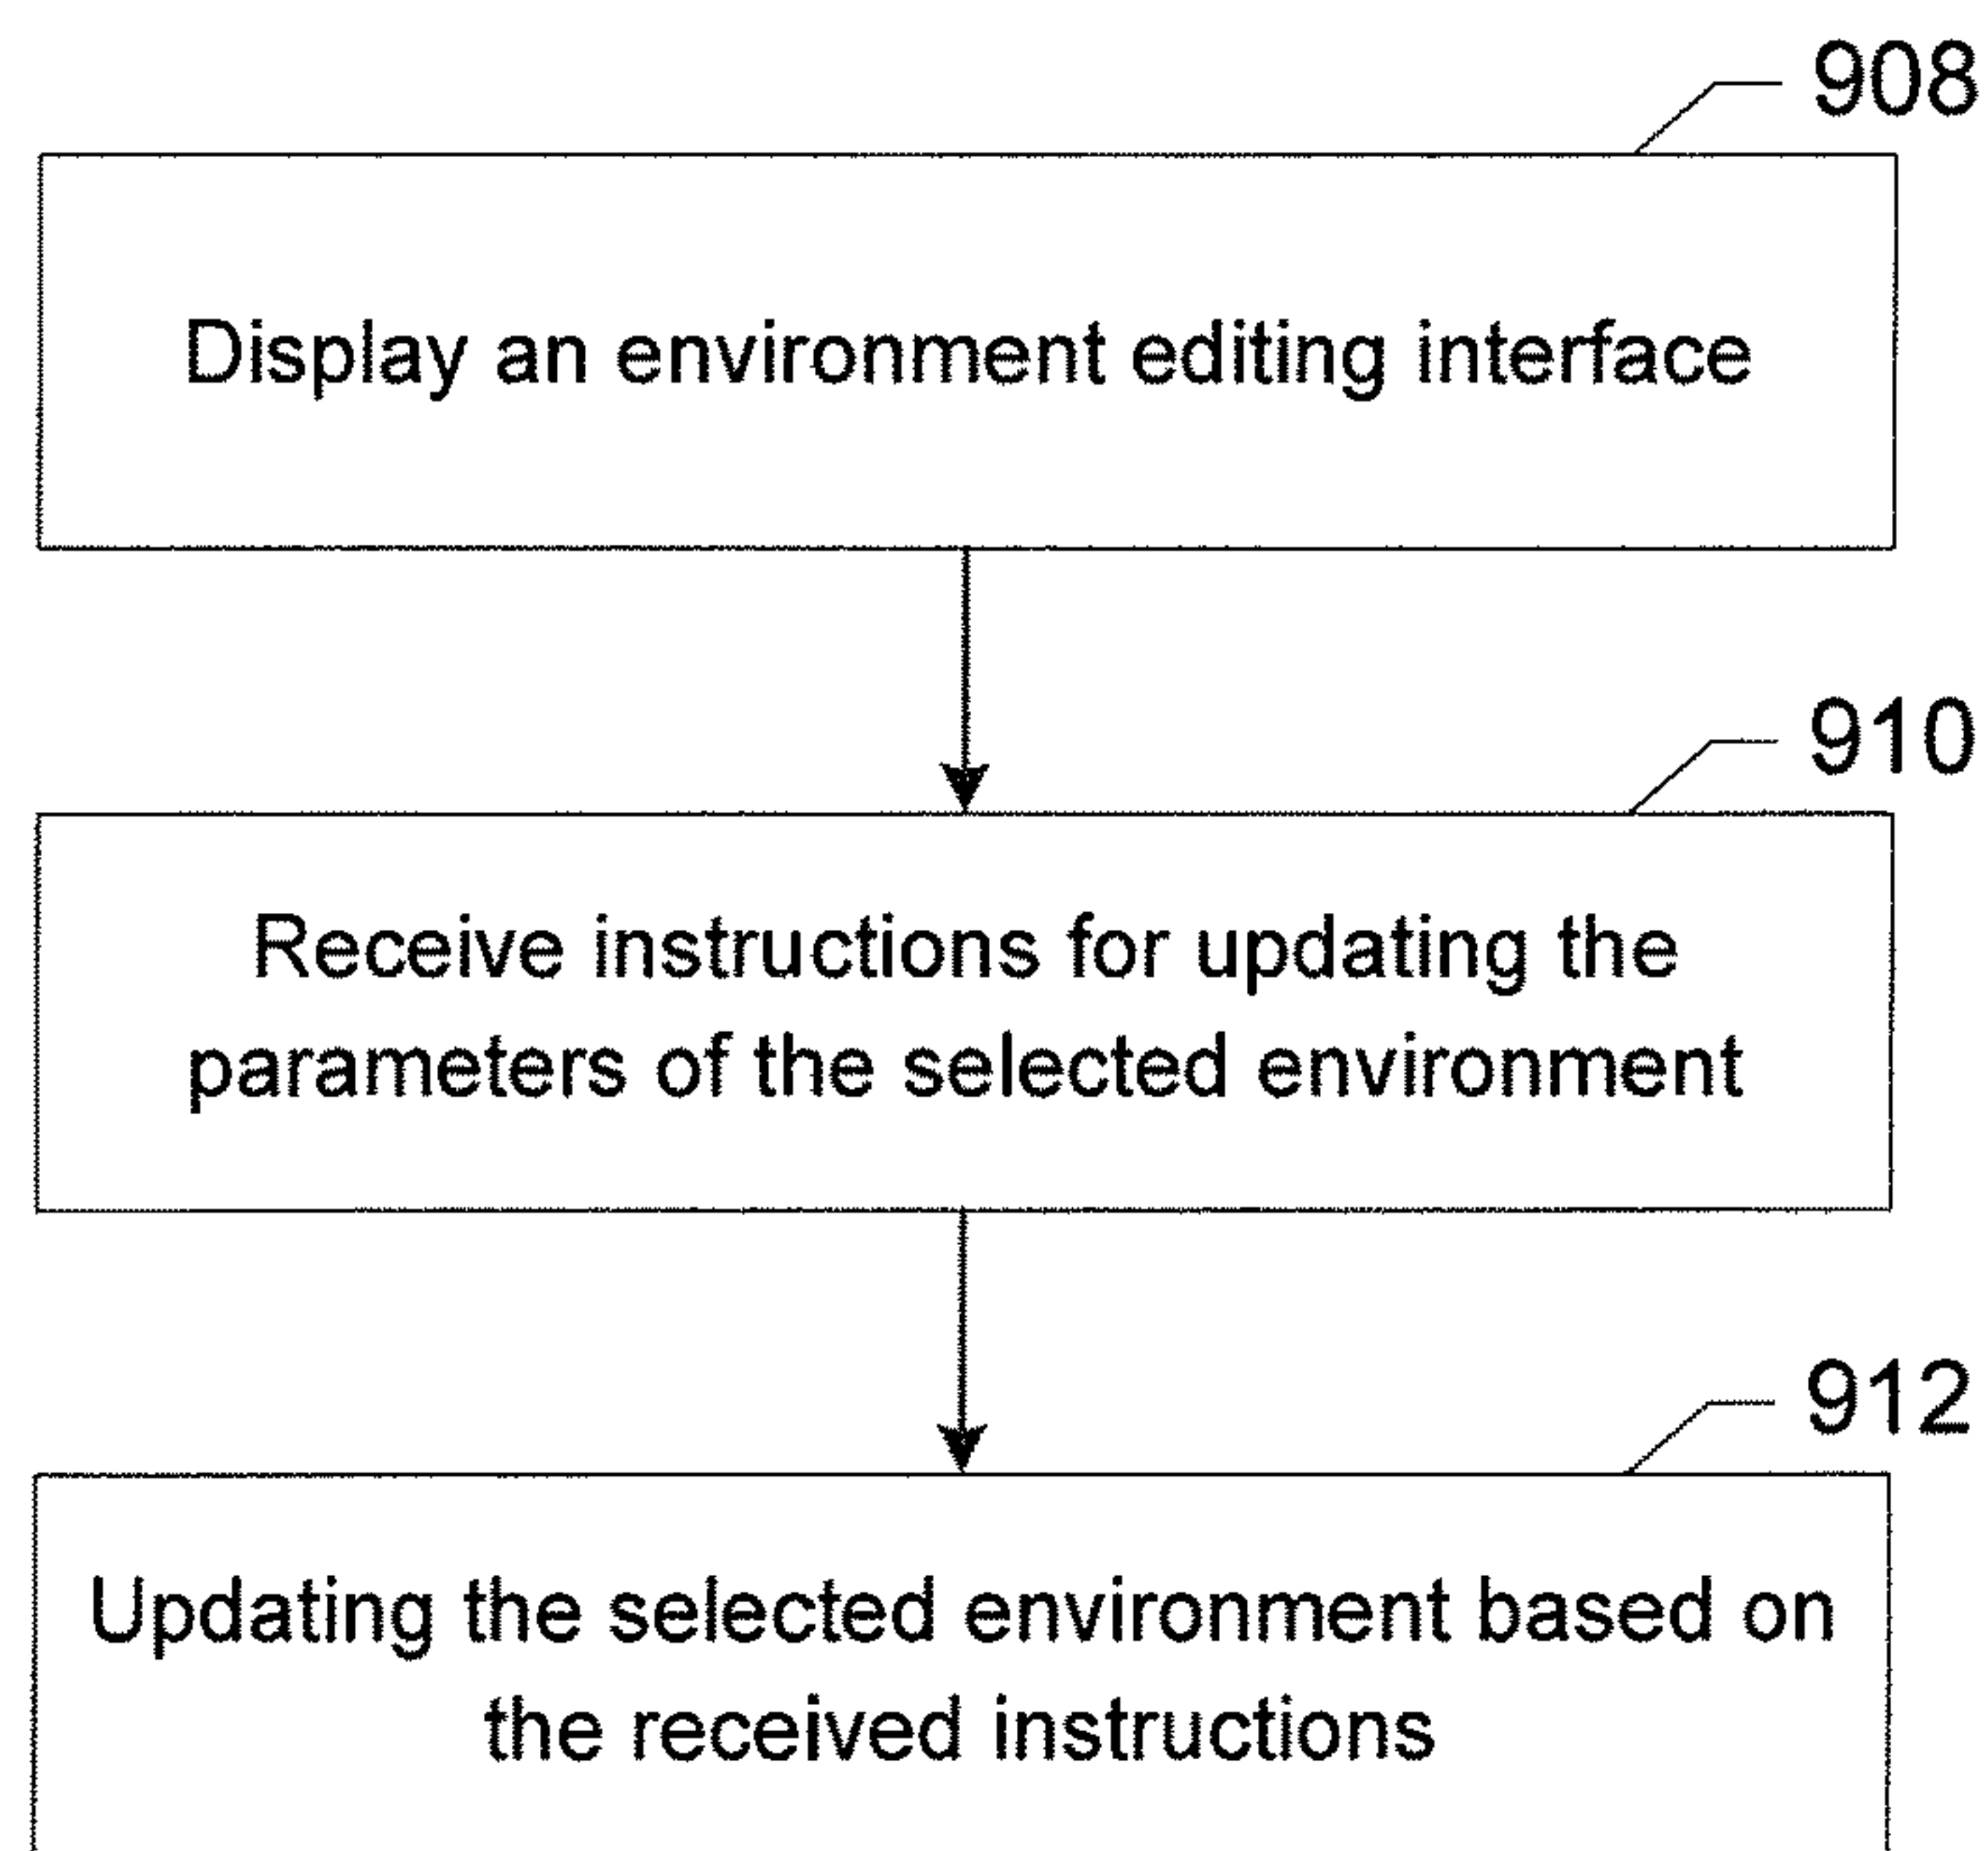 908
Display an environment editing interface
910
Receive instructions for updating the
parameters of the selected environment
912
Updating the selected environment based on
the received instructions